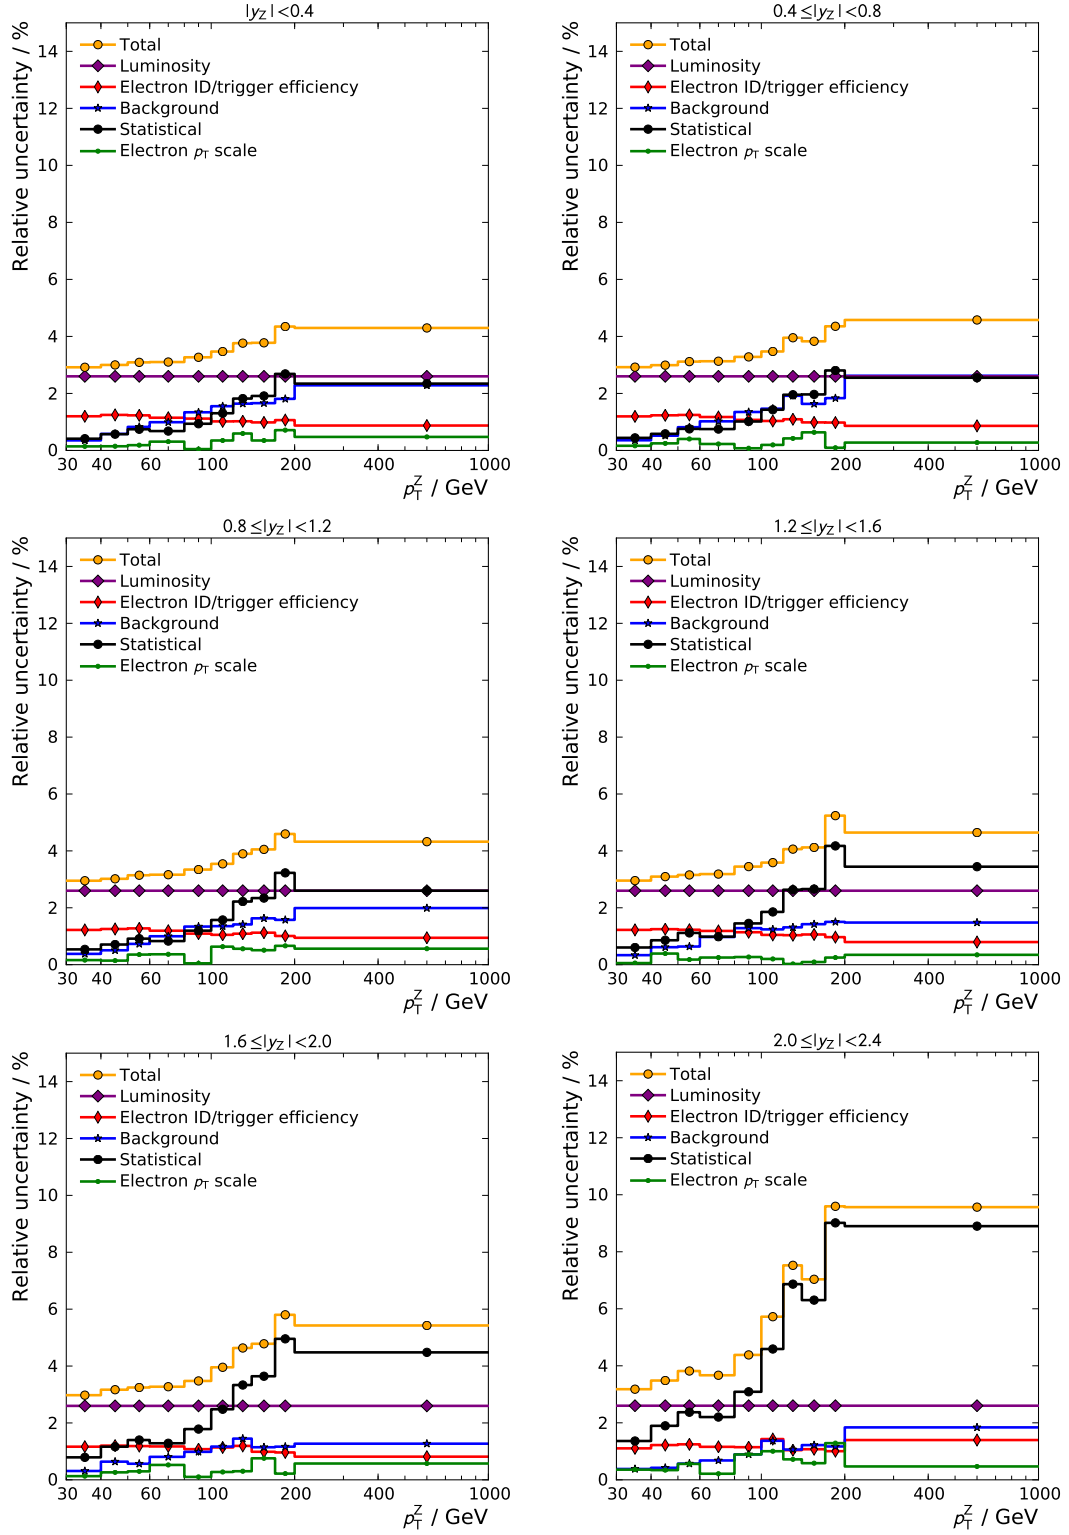 |y_Z| <0.4
Relative uncertainty / %
14
12
10
8
6
4
2
0
Total
Luminosity
Electron ID/trigger efficiency
Background
Statistical
Electron p_T scale
30 40 60 100 200 400 1000
p_T^Z / GeV
0.4 ≤|y_Z| <0.8
Relative uncertainty / %
14
12
10
8
6
4
2
0
Total
Luminosity
Electron ID/trigger efficiency
Background
Statistical
Electron p_T scale
30 40 60 100 200 400 1000
p_T^Z / GeV
0.8 ≤|y_Z| <1.2
Relative uncertainty / %
14
12
10
8
6
4
2
0
Total
Luminosity
Electron ID/trigger efficiency
Background
Statistical
Electron p_T scale
30 40 60 100 200 400 1000
p_T^Z / GeV
1.2 ≤|y_Z| <1.6
Relative uncertainty / %
14
12
10
8
6
4
2
0
Total
Luminosity
Electron ID/trigger efficiency
Background
Statistical
Electron p_T scale
30 40 60 100 200 400 1000
p_T^Z / GeV
1.6 ≤|y_Z| <2.0
Relative uncertainty / %
14
12
10
8
6
4
2
0
Total
Luminosity
Electron ID/trigger efficiency
Background
Statistical
Electron p_T scale
30 40 60 100 200 400 1000
p_T^Z / GeV
2.0 ≤|y_Z| <2.4
Relative uncertainty / %
14
12
10
8
6
4
2
0
Total
Luminosity
Electron ID/trigger efficiency
Background
Statistical
Electron p_T scale
30 40 60 100 200 400 1000
p_T^Z / GeV